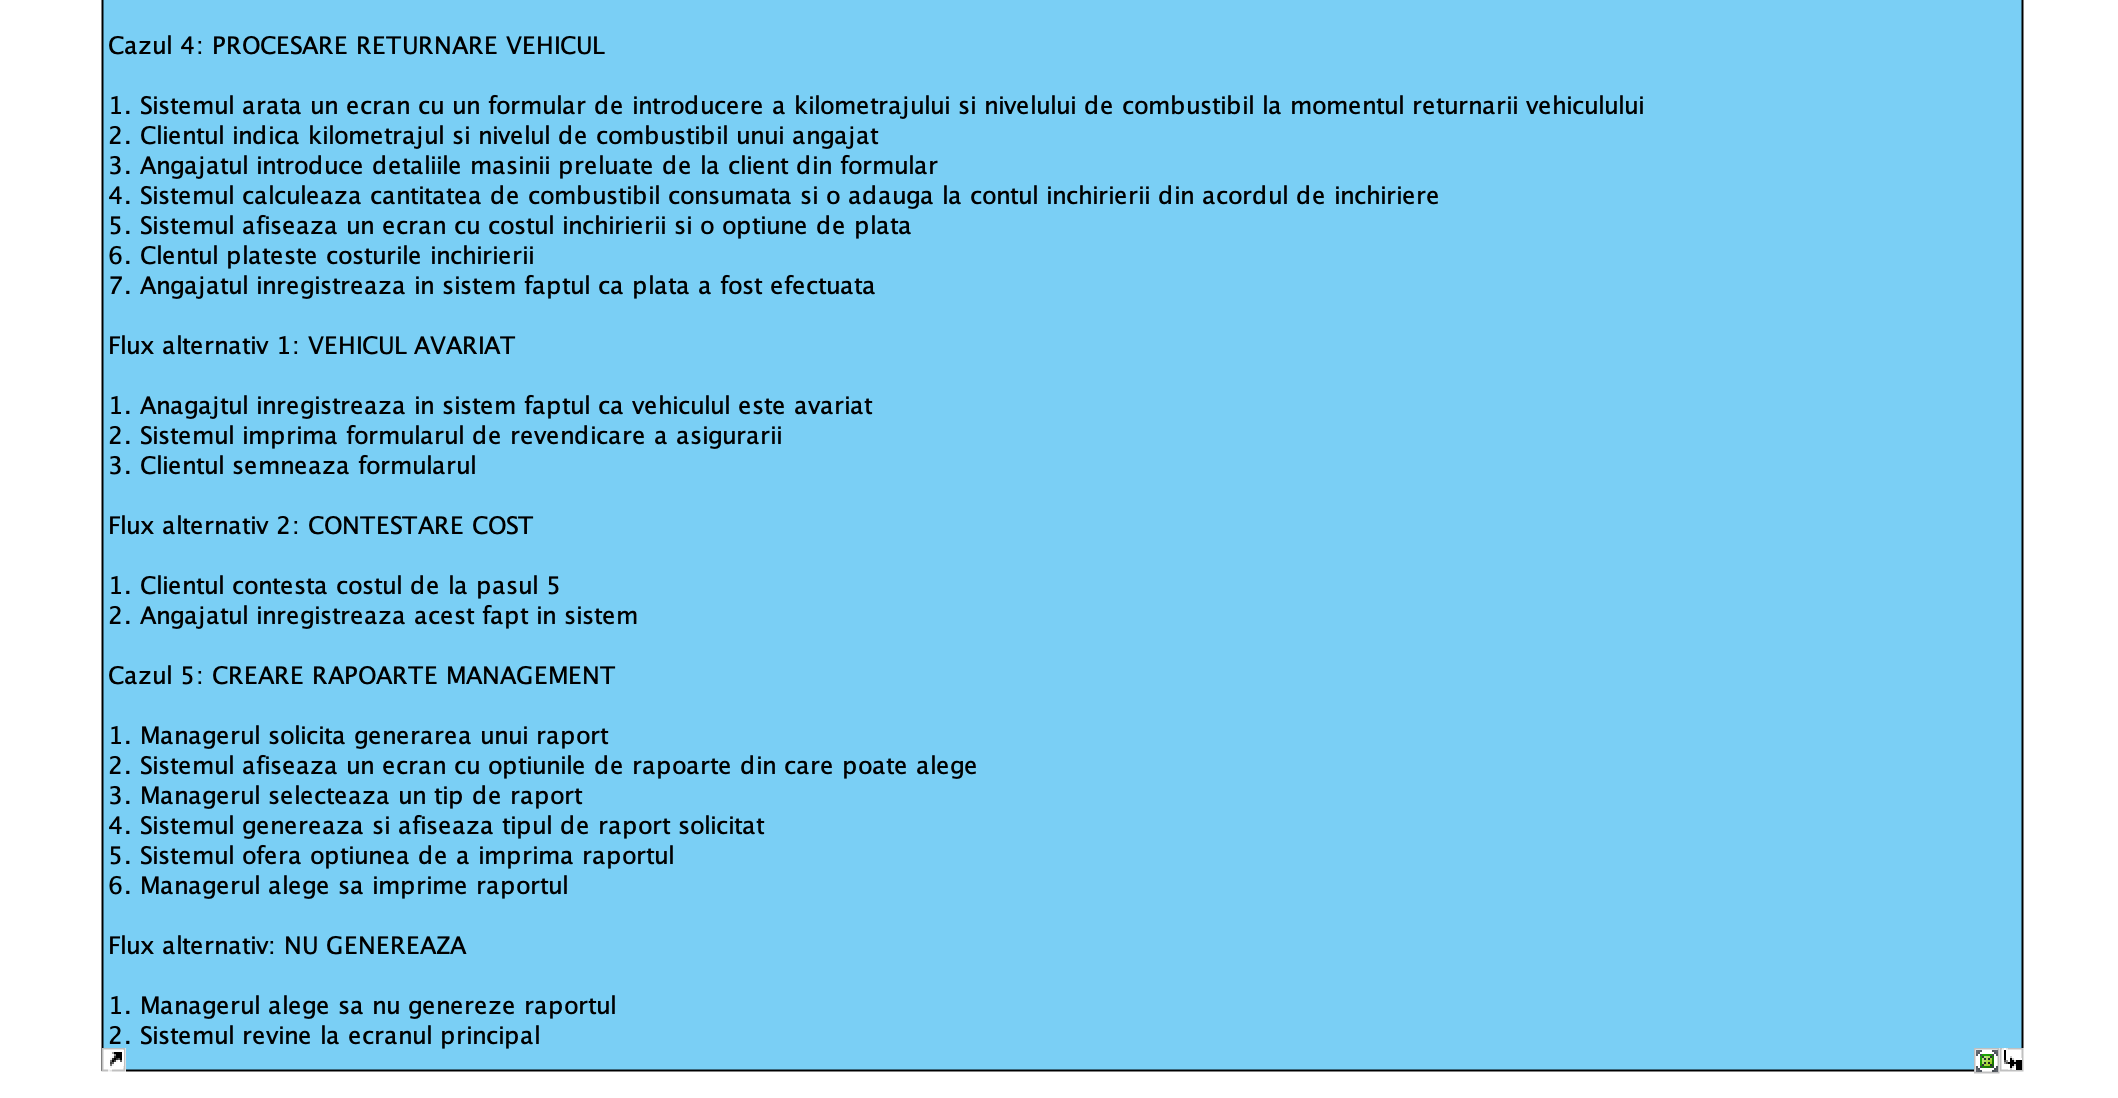 Cazul 4: PROCESARE RETURNARE VEHICUL
1. Sistemul arata un ecran cu un formular de introducere a kilometrajului si nivelului de combustibil la momentul returnarii vehiculului
2. Clientul indica kilometrajul si nivelul de combustibil unui angajat
3. Angajatul introduce detaliile masinii preluate de la client din formular
4. Sistemul calculeaza cantitatea de combustibil consumata si o adauga la contul inchirierii din acordul de inchiriere
5. Sistemul afiseaza un ecran cu costul inchirierii si o optiune de plata
6. Clentul plateste costurile inchirierii
7. Angajatul inregistreaza in sistem faptul ca plata a fost efectuata
Flux alternativ 1: VEHICUL AVARIAT
1. Anagajtul inregistreaza in sistem faptul ca vehiculul este avariat
2. Sistemul imprima formularul de revendicare a asigurarii
3. Clientul semneaza formularul
Flux alternativ 2: CONTESTARE COST
1. Clientul contesta costul de la pasul 5
2. Angajatul inregistreaza acest fapt in sistem
Cazul 5: CREARE RAPOARTE MANAGEMENT
1. Managerul solicita generarea unui raport
2. Sistemul afiseaza un ecran cu optiunile de rapoarte din care poate alege
3. Managerul selecteaza un tip de raport
4. Sistemul genereaza si afiseaza tipul de raport solicitat
5. Sistemul ofera optiunea de a imprima raportul
6. Managerul alege sa imprime raportul
Flux alternativ: NU GENEREAZA
1. Managerul alege sa nu genereze raportul
2. Sistemul revine la ecranul principal